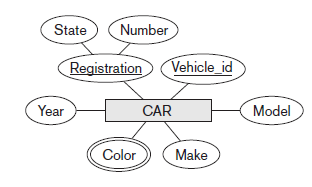 State
Number
Registration
Vehicle_id
Year
CAR
Model
Color
Make